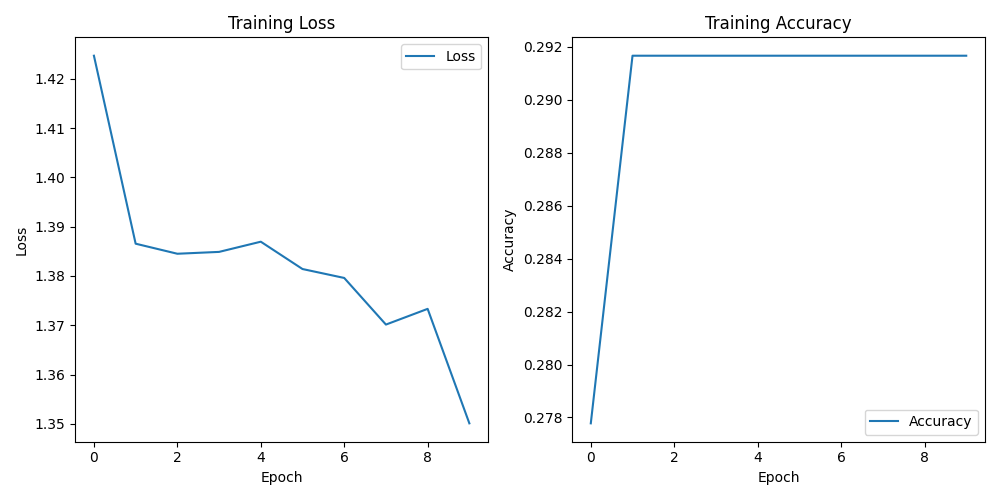 Training Loss
Loss
1.42
1.41
1.40
1.39
1.38
1.37
1.36
1.35
Loss
0 2 4 6 8
Epoch
Training Accuracy
0.292
0.290
0.288
0.286
0.284
0.282
0.280
0.278
Accuracy
Accuracy
0 2 4 6 8
Epoch